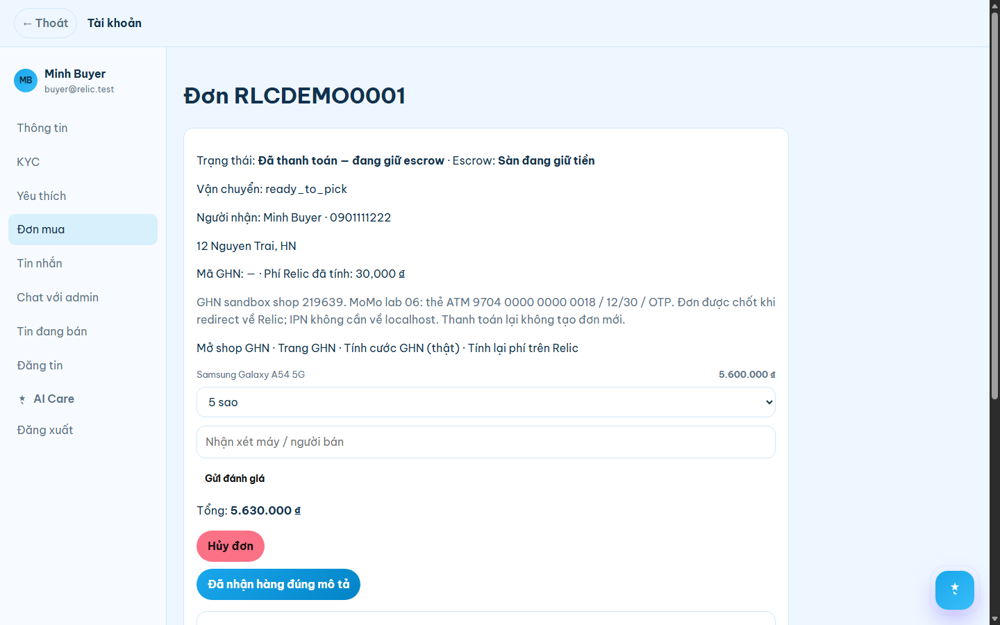 ← Thoát
Tài khoản
MB
Minh Buyer
buyer@relic.test
Thông tin
KYC
Yêu thích
Đơn mua
Tin nhắn
Chat với admin
Tin đang bán
Đăng tin
AI Care
Đăng xuất
Đơn RLCDEMO0001
Trạng thái: Đã thanh toán — đang giữ escrow · Escrow: Sàn đang giữ tiền
Vận chuyển: ready_to_pick
Người nhận: Minh Buyer · 0901111222
12 Nguyen Trai, HN
Mã GHN: — · Phí Relic đã tính: 30,000 ₫
GHN sandbox shop 219639. MoMo lab 06: thẻ ATM 9704 0000 0000 0018 / 12/30 / OTP. Đơn được chốt khi
redirect về Relic; IPN không cần về localhost. Thanh toán lại không tạo đơn mới.
Mở shop GHN · Trang GHN · Tính cước GHN (thật) · Tính lại phí trên Relic
Samsung Galaxy A54 5G
5.600.000 ₫
5 sao
Nhận xét máy / người bán
Gửi đánh giá
Tổng: 5.630.000 ₫
Hủy đơn
Đã nhận hàng đúng mô tả